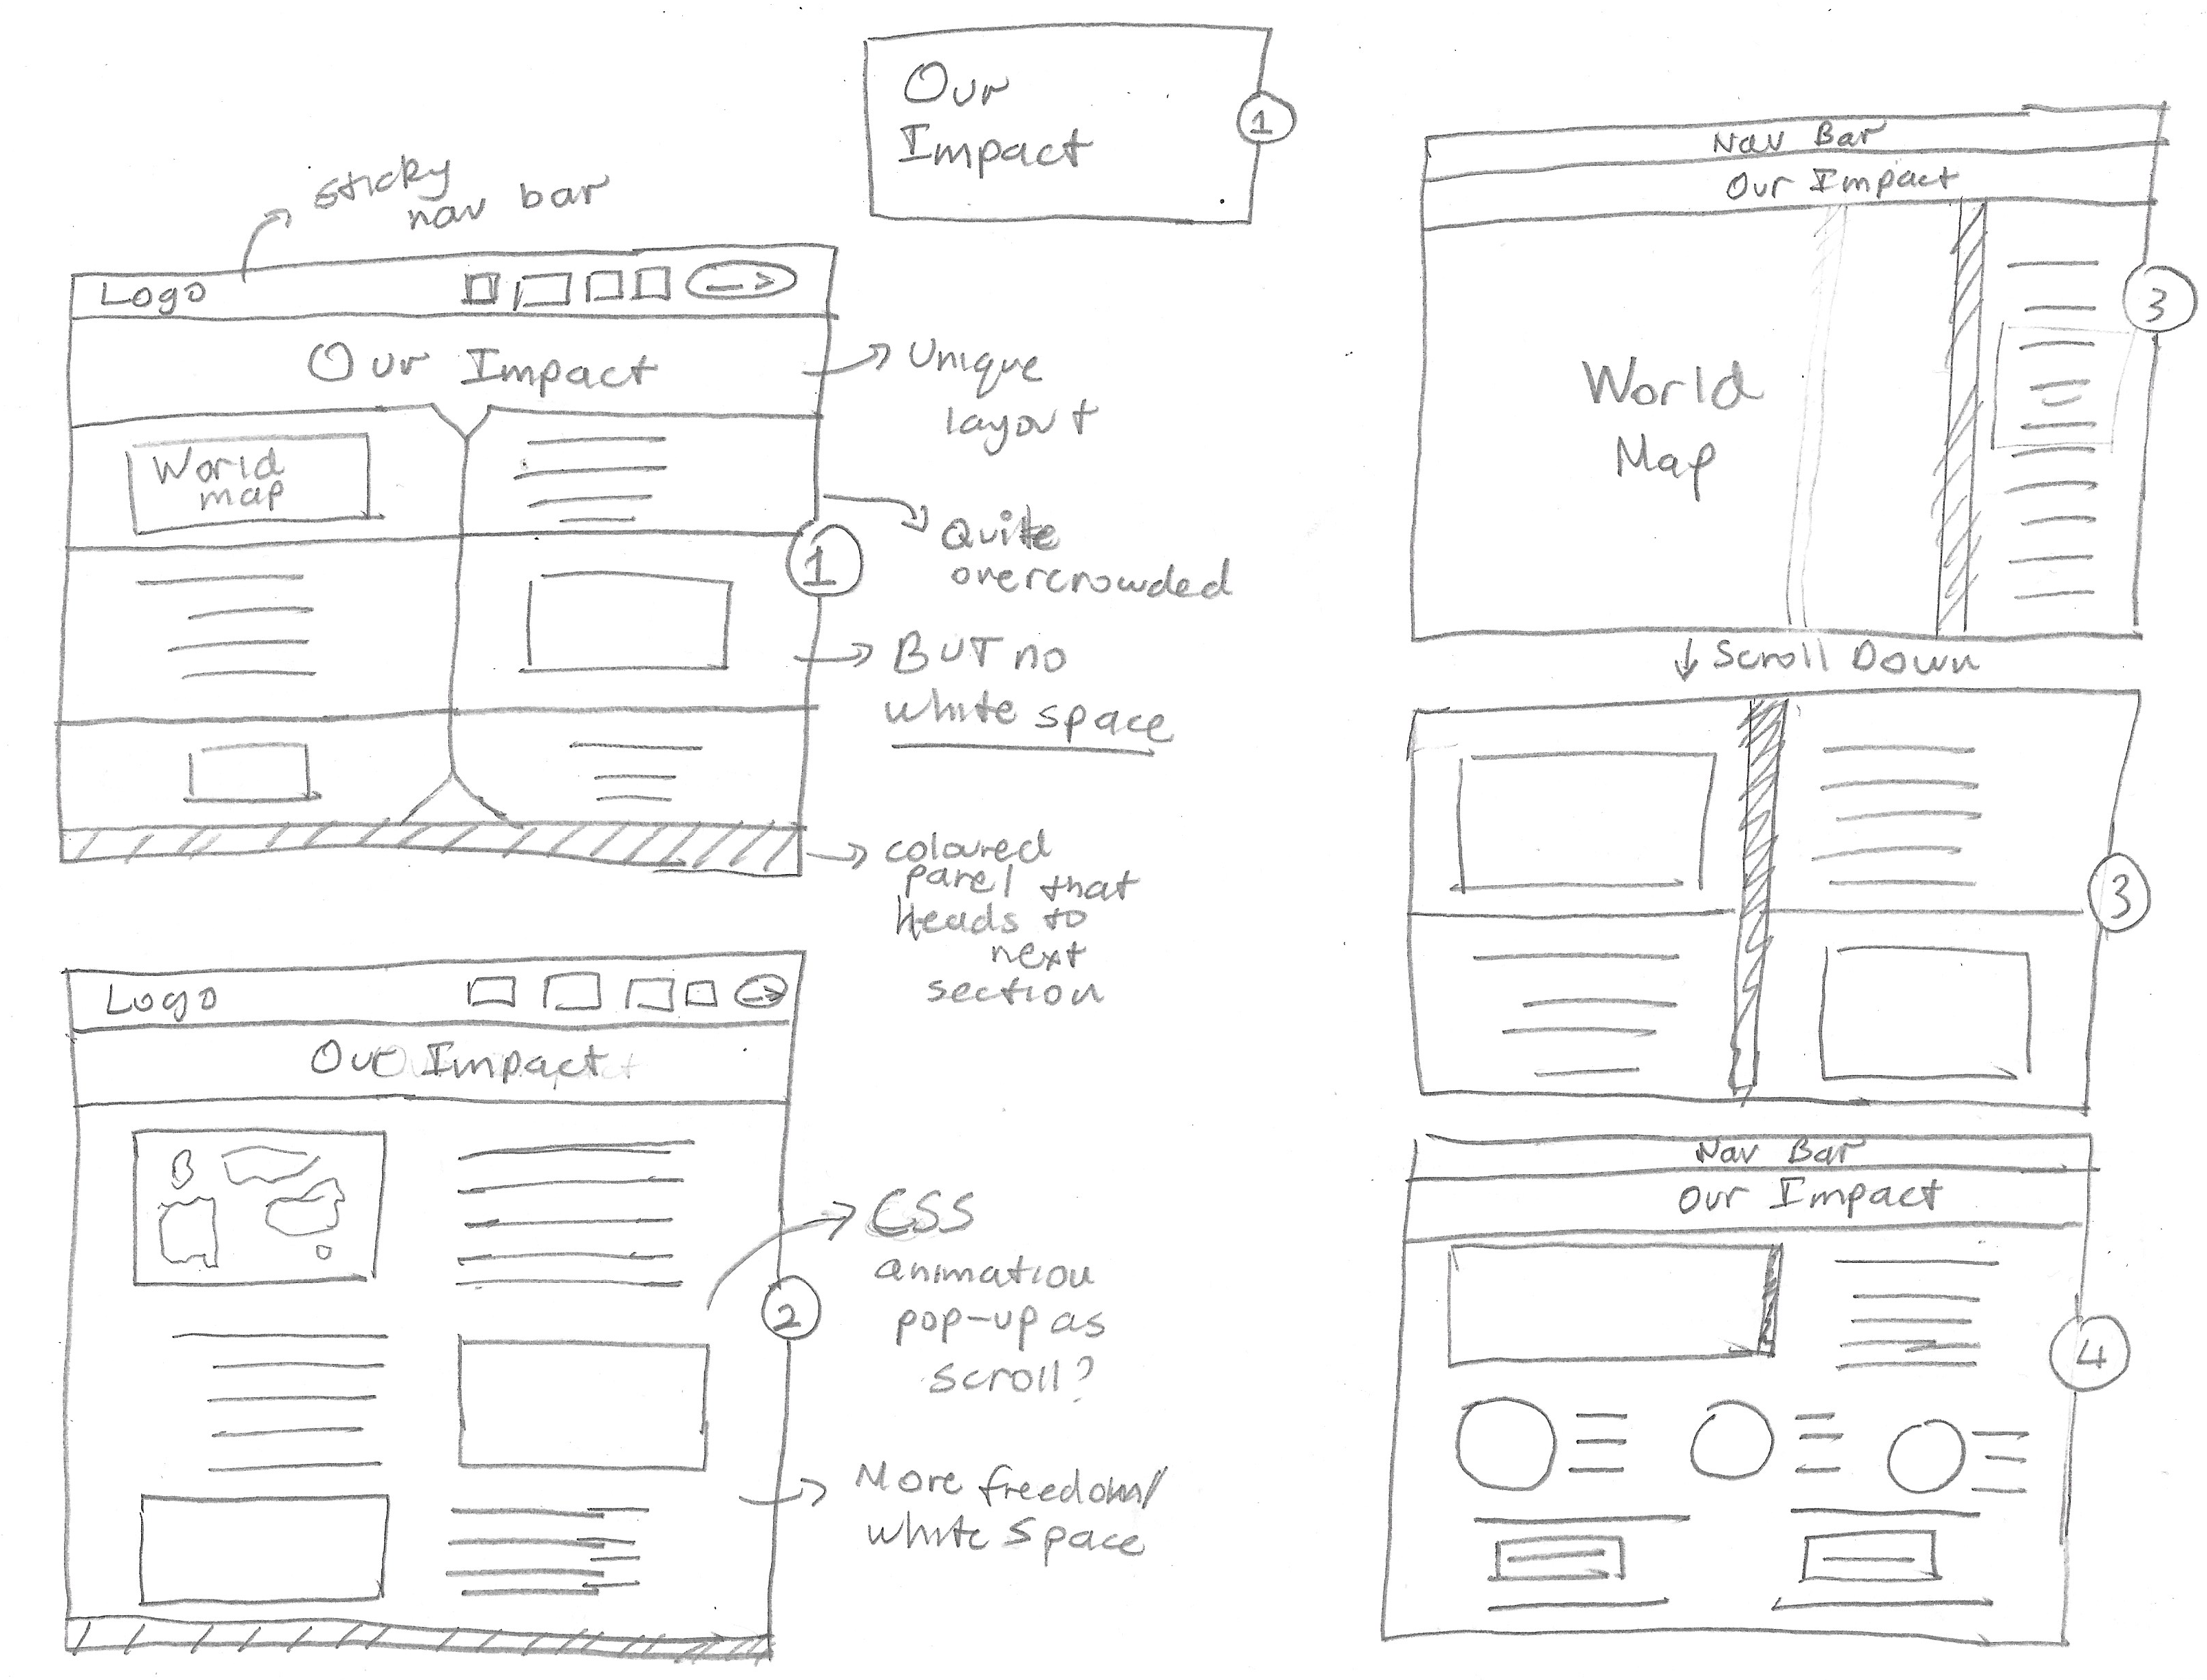 Our
Impact
1
sticky
nav bar
Logo
Our Impact
World
map
1
Unique
layout
Quite
overcrowded
BUT no
white space
coloured
panel that
Heads to
next
section
Logo
Our Impact
2
CSS
animation
pop-up as
scroll?
More freedom/
white space
Nav Bar
Our Impact
World
Map
3
↓ Scroll Down
3
Nav Bar
Our Impact
4